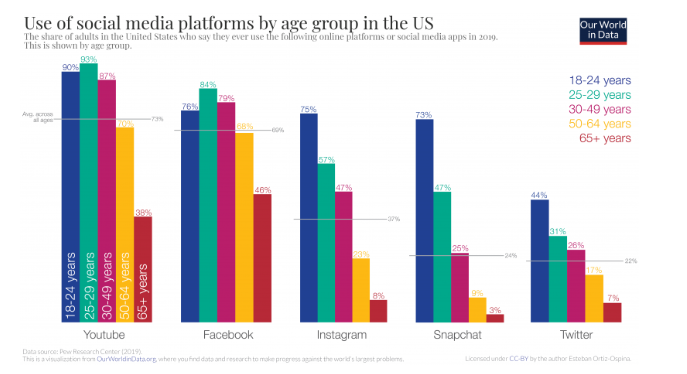 Use of social media platforms by age group in the US
The share of adults in the United States who say they ever use the following online platforms or social media apps in 2019.
This is shown by age group.
Our World
in Data
18-24 years
25-29 years
30-49 years
50-64 years
65+ years
Avg. across
all ages
90%
93%
87%
70%
38%
73%
76%
84%
79%
69%
46%
75%
57%
47%
23%
8%
37%
73%
47%
25%
9%
3%
24%
44%
31%
26%
17%
7%
22%
18-24 years
25-29 years
30-49 years
50-64 years
65+ years
Youtube
Facebook
Instagram
Snapchat
Twitter
Data source: Pew Research Center (2019)
This is a visualization from OurWorldinData.org, where you find data and research to make progress against the world's largest problems.
Licensed under CC-BY by the author Esteban Ortiz-Ospina.